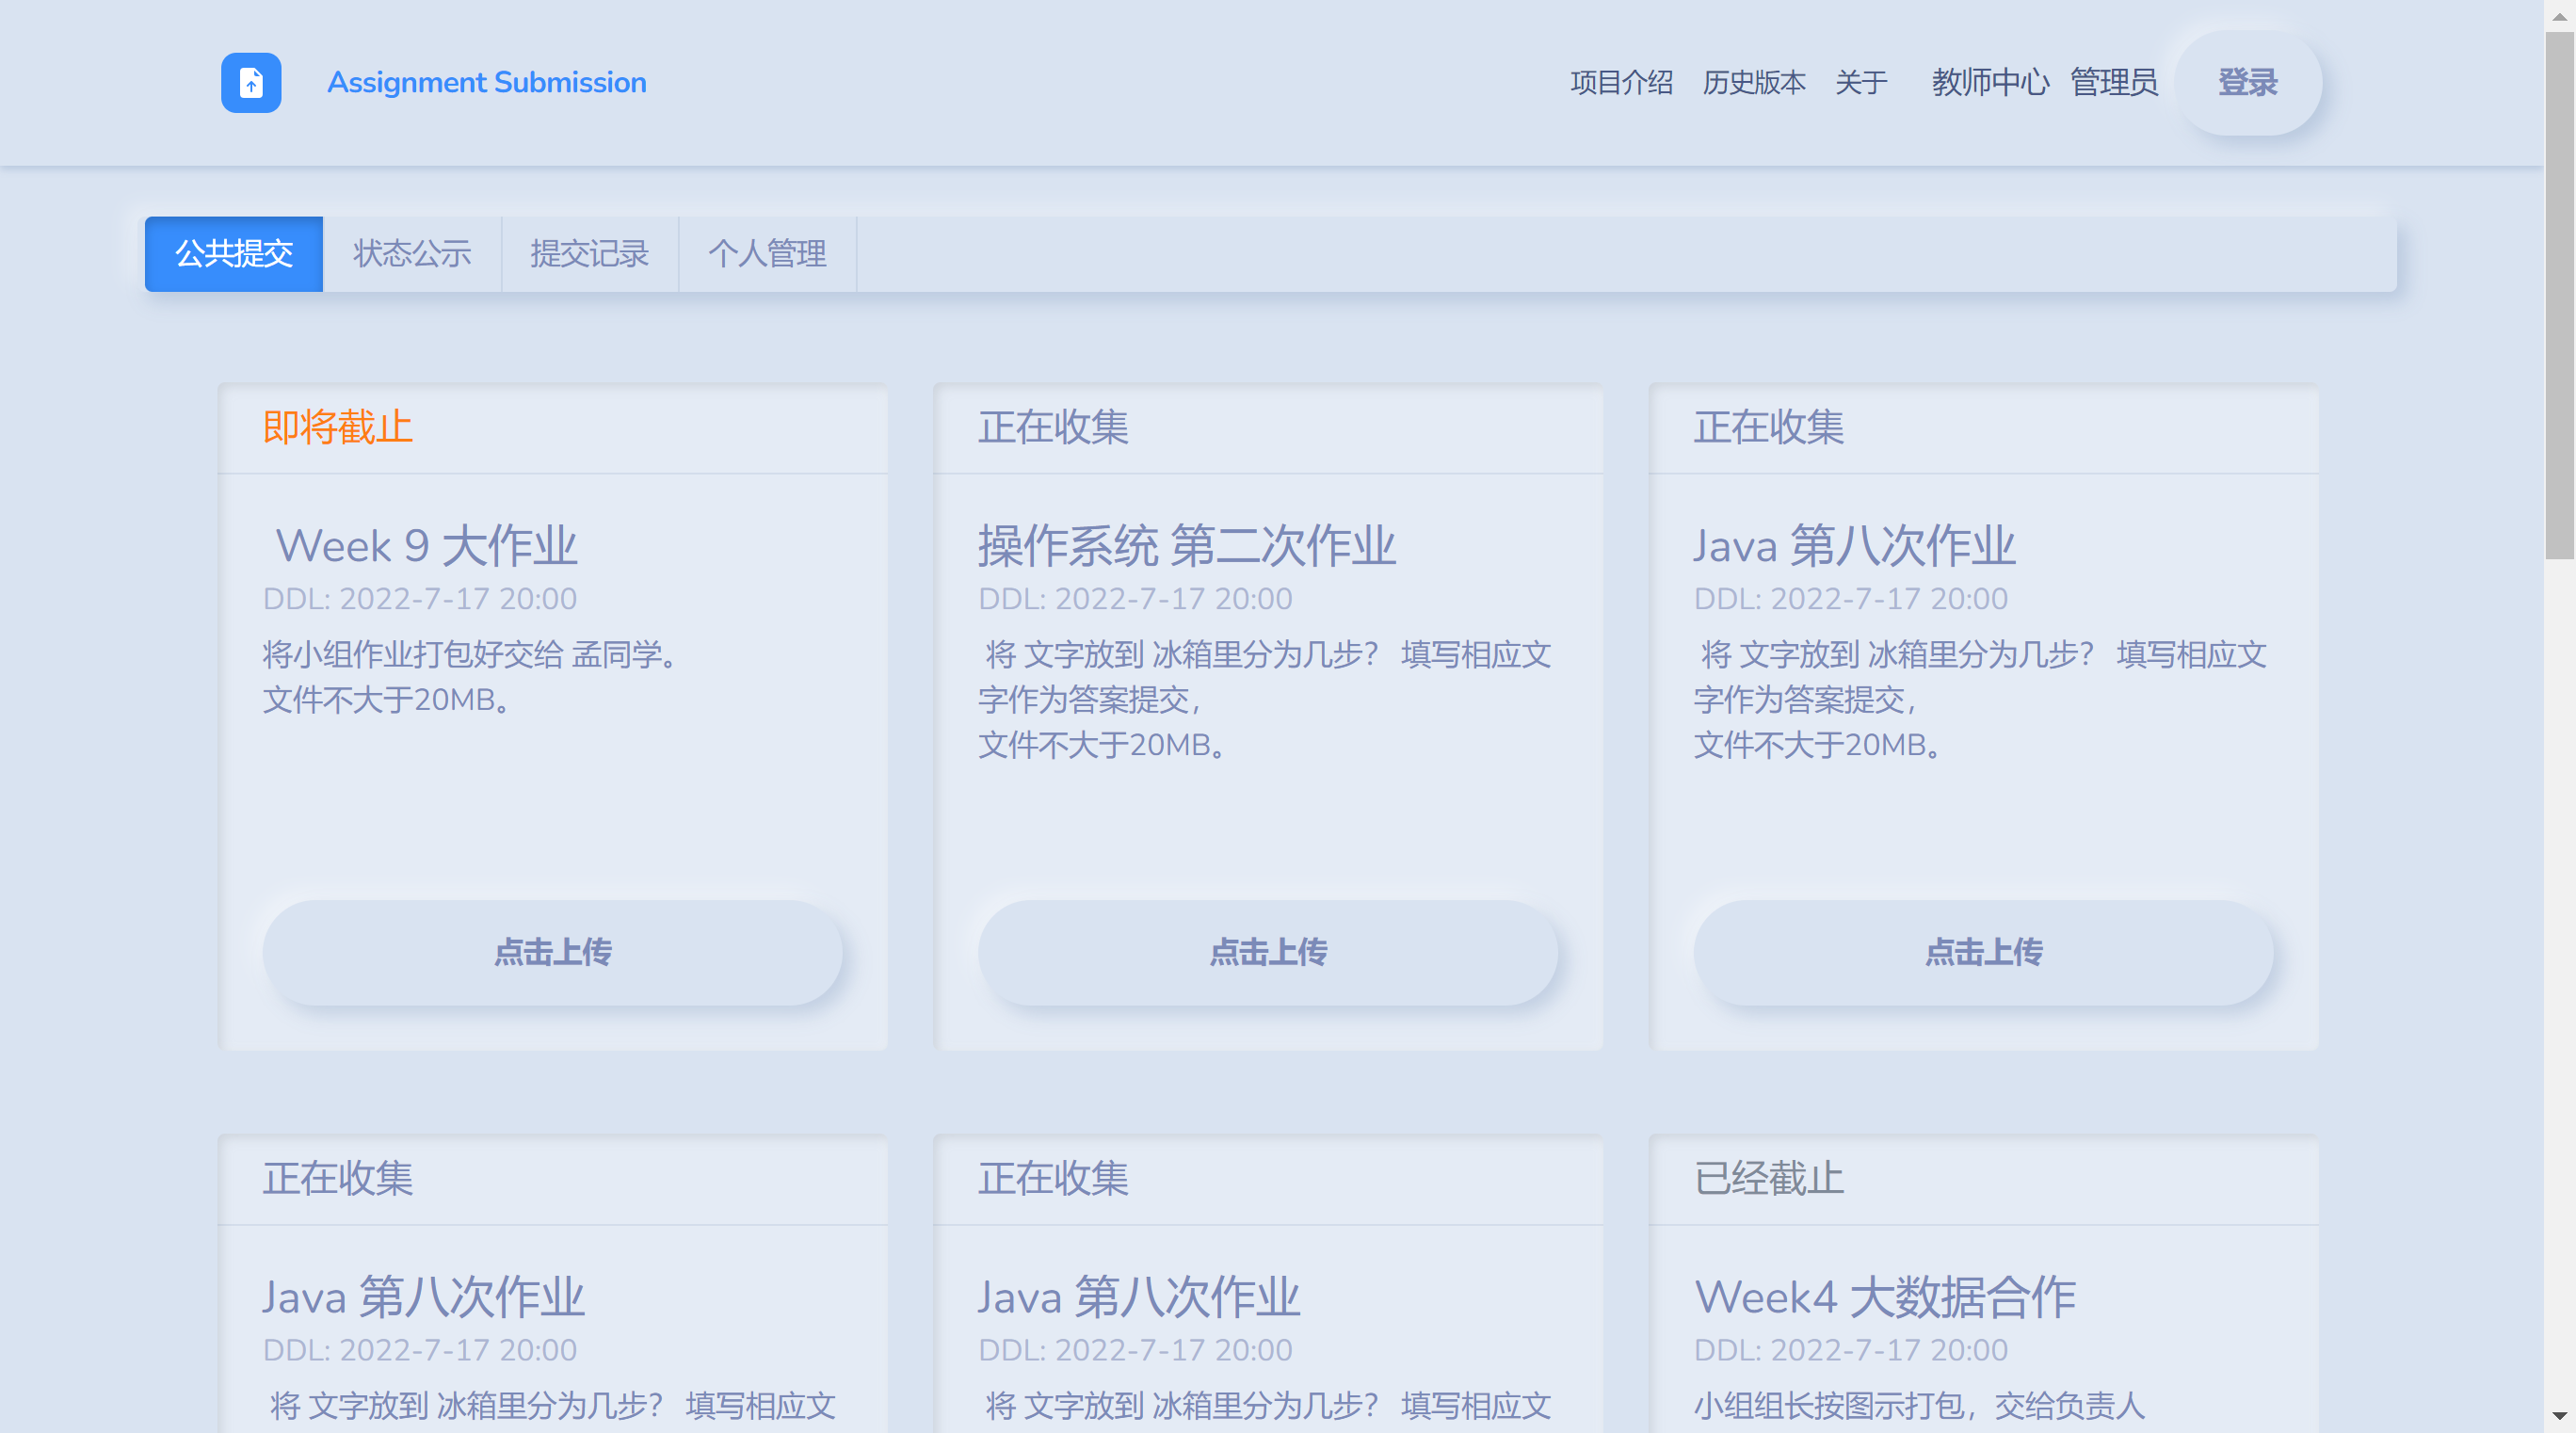 Assignment Submission
项目介绍 历史版本 关于 教师中心 管理员 登录
公共提交 状态公示 提交记录 个人管理
即将截止
Week 9 大作业
DDL: 2022-7-17 20:00
将小组作业打包好交给 孟同学。
文件不大于20MB。
点击上传
正在收集
操作系统 第二次作业
DDL: 2022-7-17 20:00
将 文字放到 冰箱里分为几步？ 填写相应文
字作为答案提交，
文件不大于20MB。
点击上传
正在收集
Java 第八次作业
DDL: 2022-7-17 20:00
将 文字放到 冰箱里分为几步？ 填写相应文
字作为答案提交，
文件不大于20MB。
点击上传
正在收集
Java 第八次作业
DDL: 2022-7-17 20:00
将 文字放到 冰箱里分为几步？ 填写相应文
正在收集
Java 第八次作业
DDL: 2022-7-17 20:00
将 文字放到 冰箱里分为几步？ 填写相应文
已经截止
Week4 大数据合作
DDL: 2022-7-17 20:00
小组组长按图示打包，交给负责人